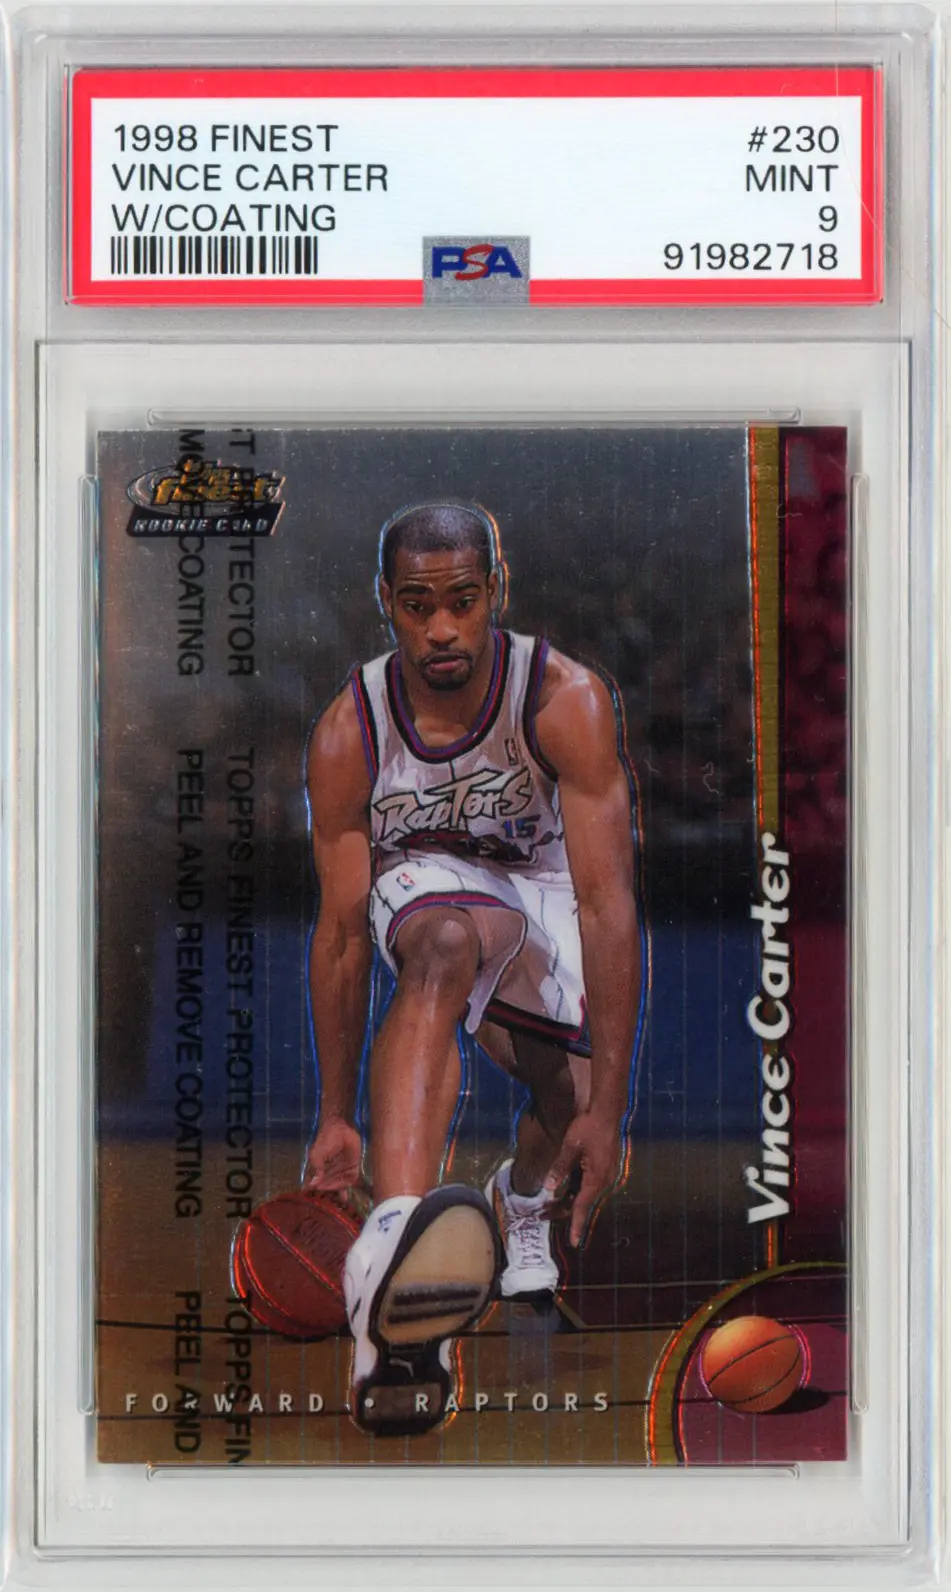 1998 FINEST
VINCE CARTER
W/COATING
#230
MINT
9
91982718
PSA
finest
ROOKIE CARD
TECTOR TOPPS FINEST PROTECTOR TOPPS FIN
MOVE COATING PEEL AND REMOVE COATING PEEL AND
RAPTORS
15
Vince Carter
FORWARD • RAPTORS